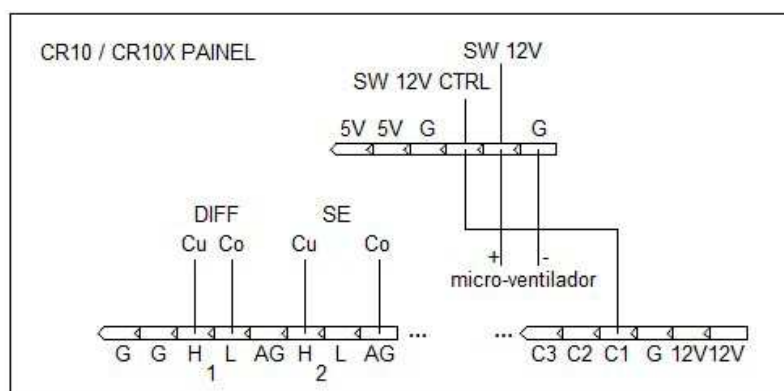 CR10 / CR10X PAINEL
SW 12V
SW 12V CTRL
5V 5V G G
DIFF SE
Cu Co Cu Co
+ -
micro-ventilador
... ...
G G H L AG H L AG C3 C2 C1 G 12V 12V
1 2